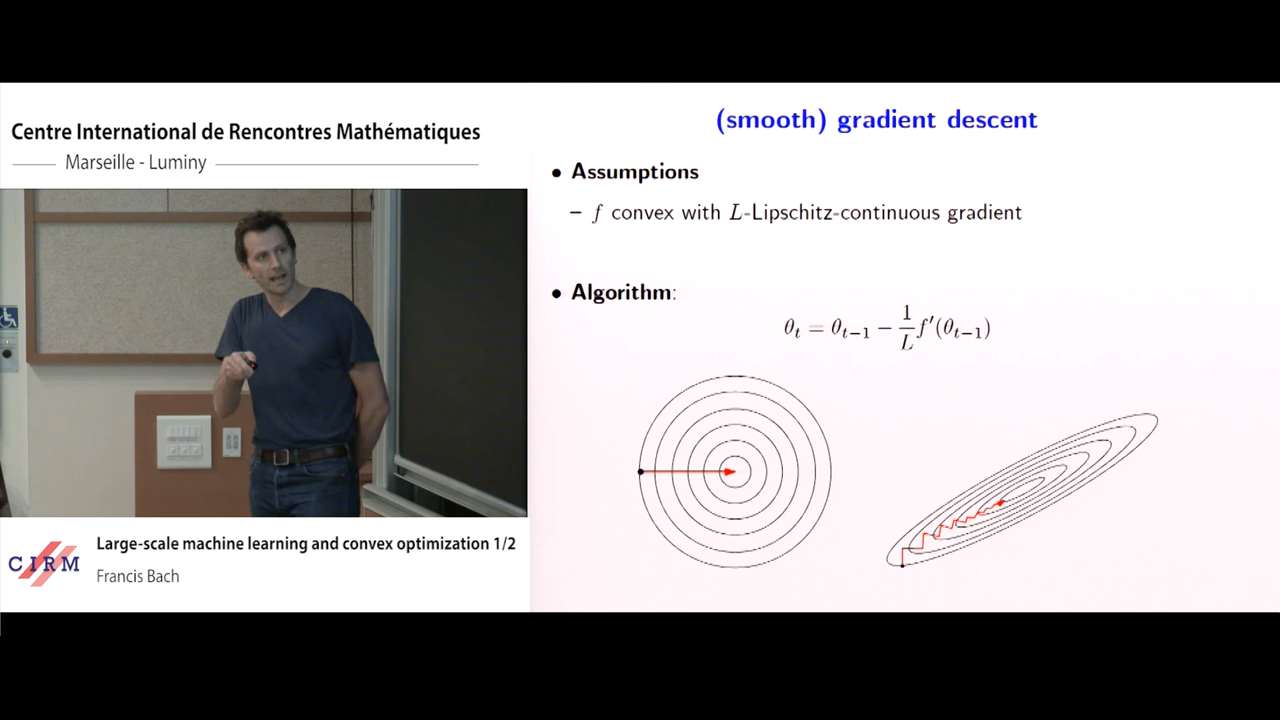 Centre International de Rencontres Mathématiques
Marseille - Luminy
(smooth) gradient descent
• Assumptions
– f convex with L-Lipschitz-continuous gradient
• Algorithm:
θ_t = θ_{t−1} − \frac{1}{L} f′(θ_{t−1})
CIRM
Large-scale machine learning and convex optimization 1/2
Francis Bach